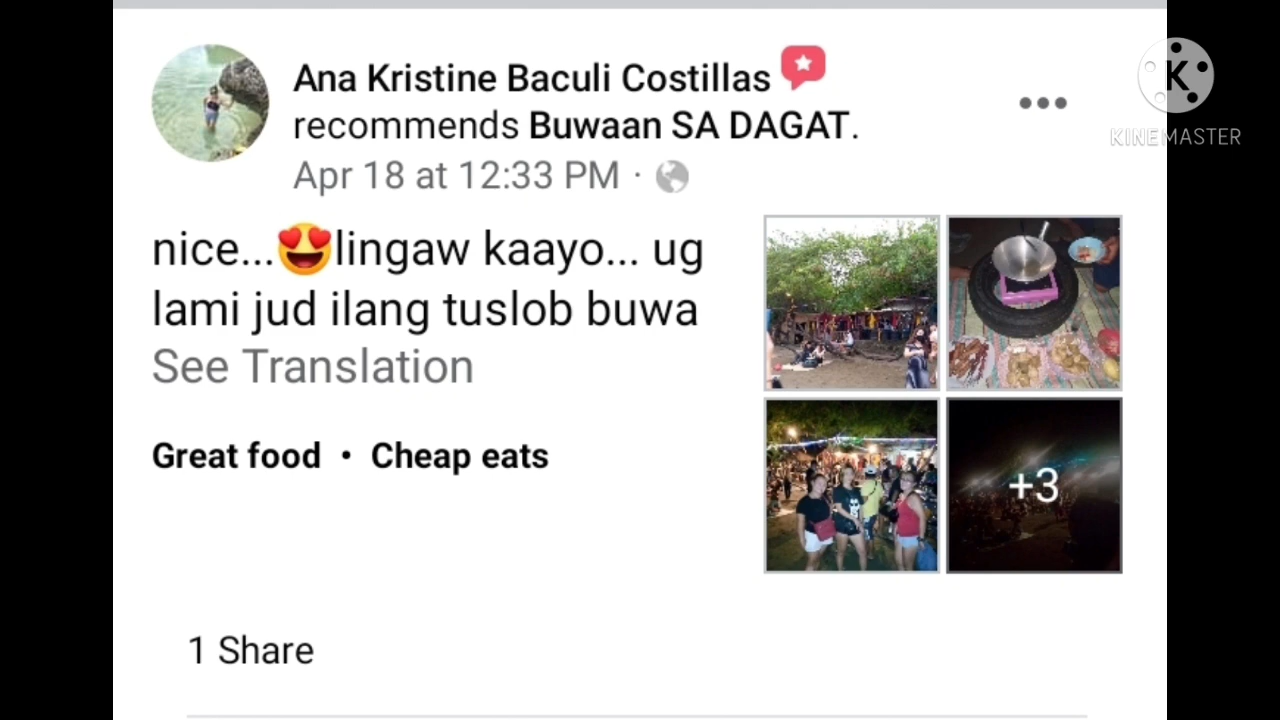 Ana Kristine Baculi Costillas
recommends Buwaan SA DAGAT.
Apr 18 at 12:33 PM ·
nice...😍lingaw kaayo... ug
lami jud ilang tuslob buwa
See Translation
Great food • Cheap eats
+3
1 Share
K
KINEMASTER